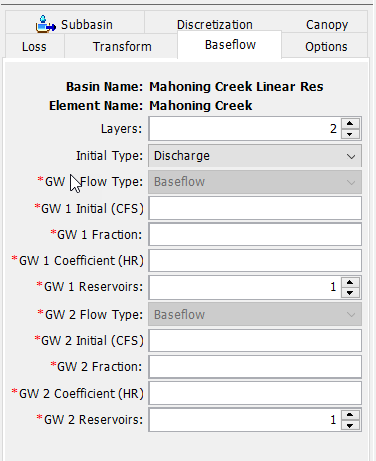 Subbasin Discretization Canopy
Loss Transform Baseflow Options
Basin Name: Mahoning Creek Linear Res
Element Name: Mahoning Creek
Layers: 2
Initial Type: Discharge
*GW Flow Type: Baseflow
*GW 1 Initial (CFS)
*GW 1 Fraction:
*GW 1 Coefficient (HR)
*GW 1 Reservoirs: 1
*GW 2 Flow Type: Baseflow
*GW 2 Initial (CFS)
*GW 2 Fraction:
*GW 2 Coefficient (HR)
*GW 2 Reservoirs: 1